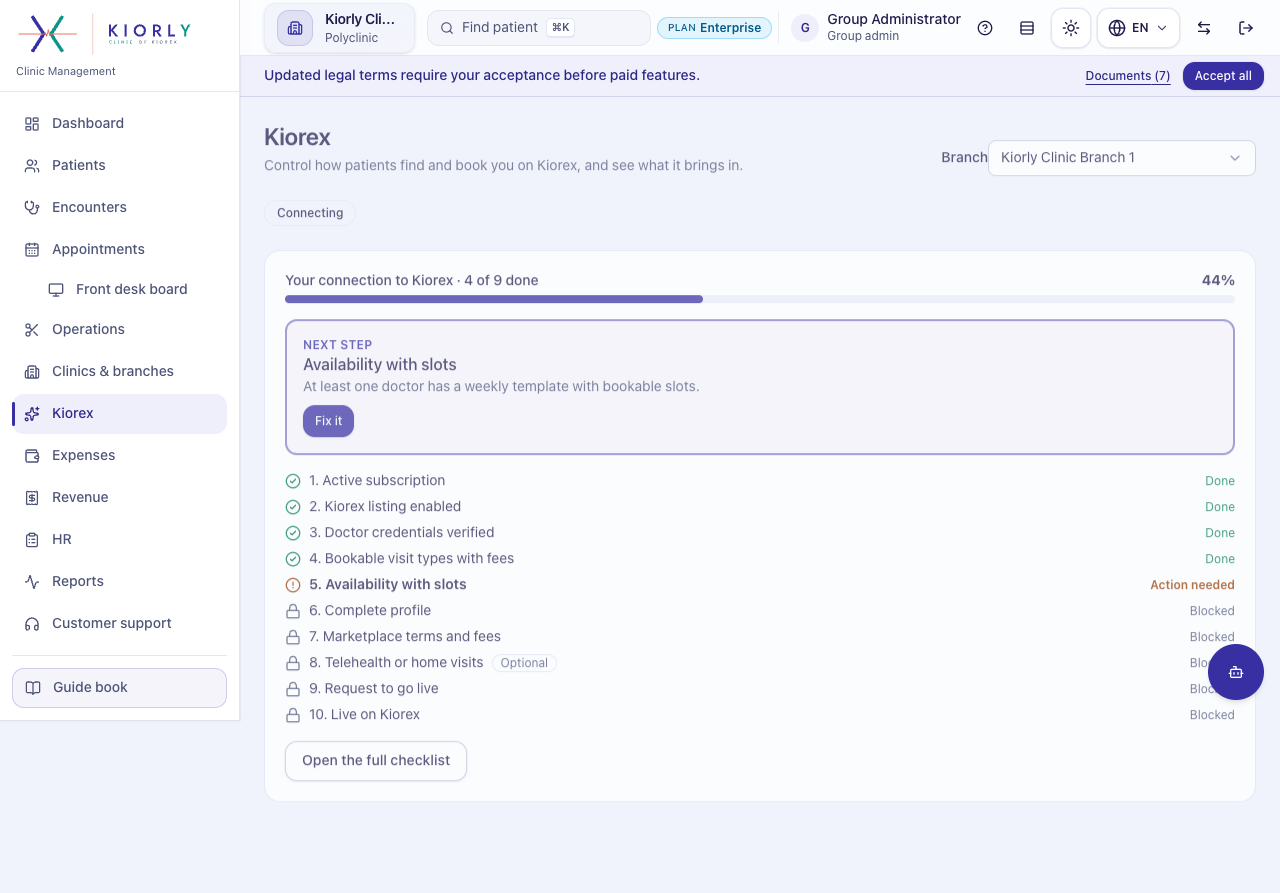 KIORLY
CLINIC OF KIOREX
Clinic Management
Kiorly Cli...
Polyclinic
Find patient ⌘K
PLAN Enterprise
G
Group Administrator
Group admin
EN
Updated legal terms require your acceptance before paid features.
Documents (7)
Accept all
Dashboard
Patients
Encounters
Appointments
Front desk board
Operations
Clinics & branches
Kiorex
Expenses
Revenue
HR
Reports
Customer support
Guide book
Kiorex
Control how patients find and book you on Kiorex, and see what it brings in.
Branch
Kiorly Clinic Branch 1
Connecting
Your connection to Kiorex · 4 of 9 done 44%
NEXT STEP
Availability with slots
At least one doctor has a weekly template with bookable slots.
Fix it
1. Active subscription Done
2. Kiorex listing enabled Done
3. Doctor credentials verified Done
4. Bookable visit types with fees Done
5. Availability with slots Action needed
6. Complete profile Blocked
7. Marketplace terms and fees Blocked
8. Telehealth or home visits Optional
9. Request to go live
10. Live on Kiorex Blocked
Open the full checklist